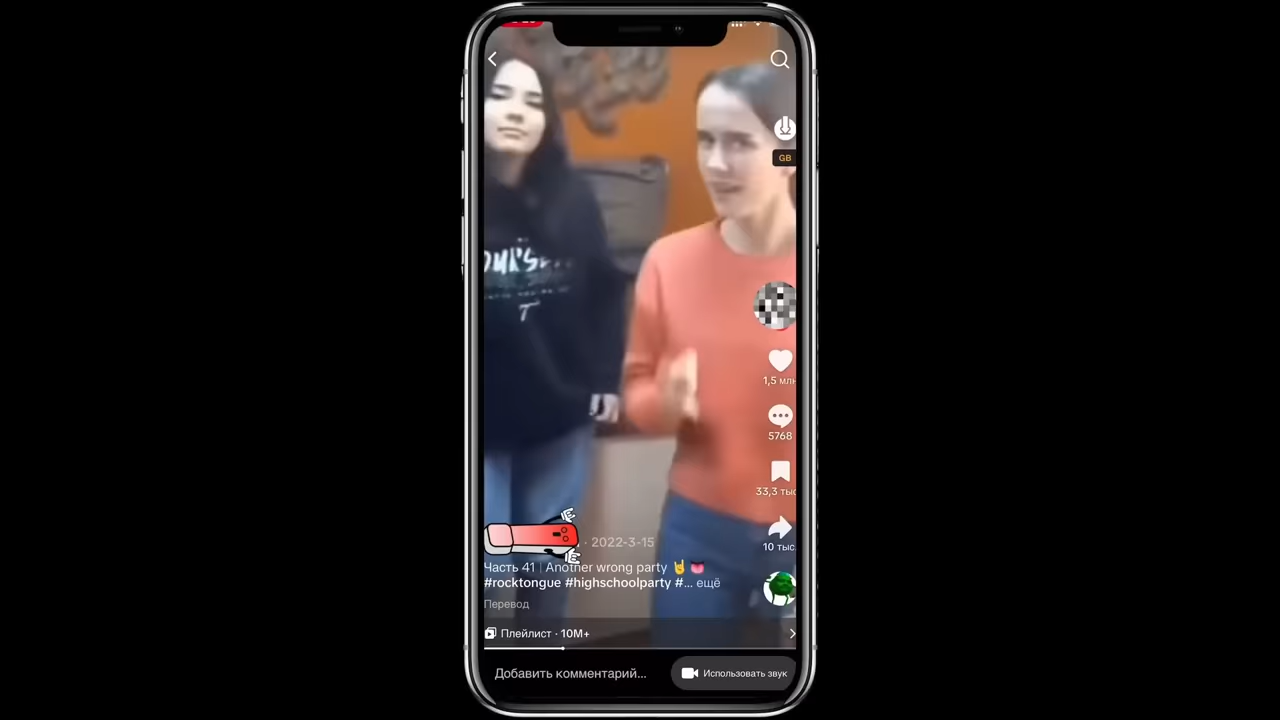 GB
1,5 млн
5768
33,3 тыс
10 тыс.
· 2022-3-15
Часть 41 | Another wrong party 🤘 👅
#rocktongue #highschoolparty #... ещё
Перевод
Плейлист · 10M+
Добавить комментарий...
Использовать звук